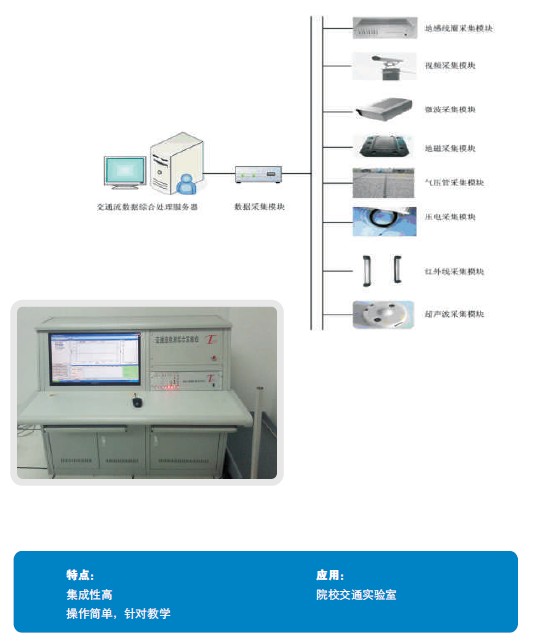 地感线圈采集模块
视频采集模块
微波采集模块
地磁采集模块
气压管采集模块
压电采集模块
红外线采集模块
超声波采集模块
交通流数据综合处理服务器
数据采集模块
特点：
集成性高
操作简单，针对教学
应用：
院校交通实验室